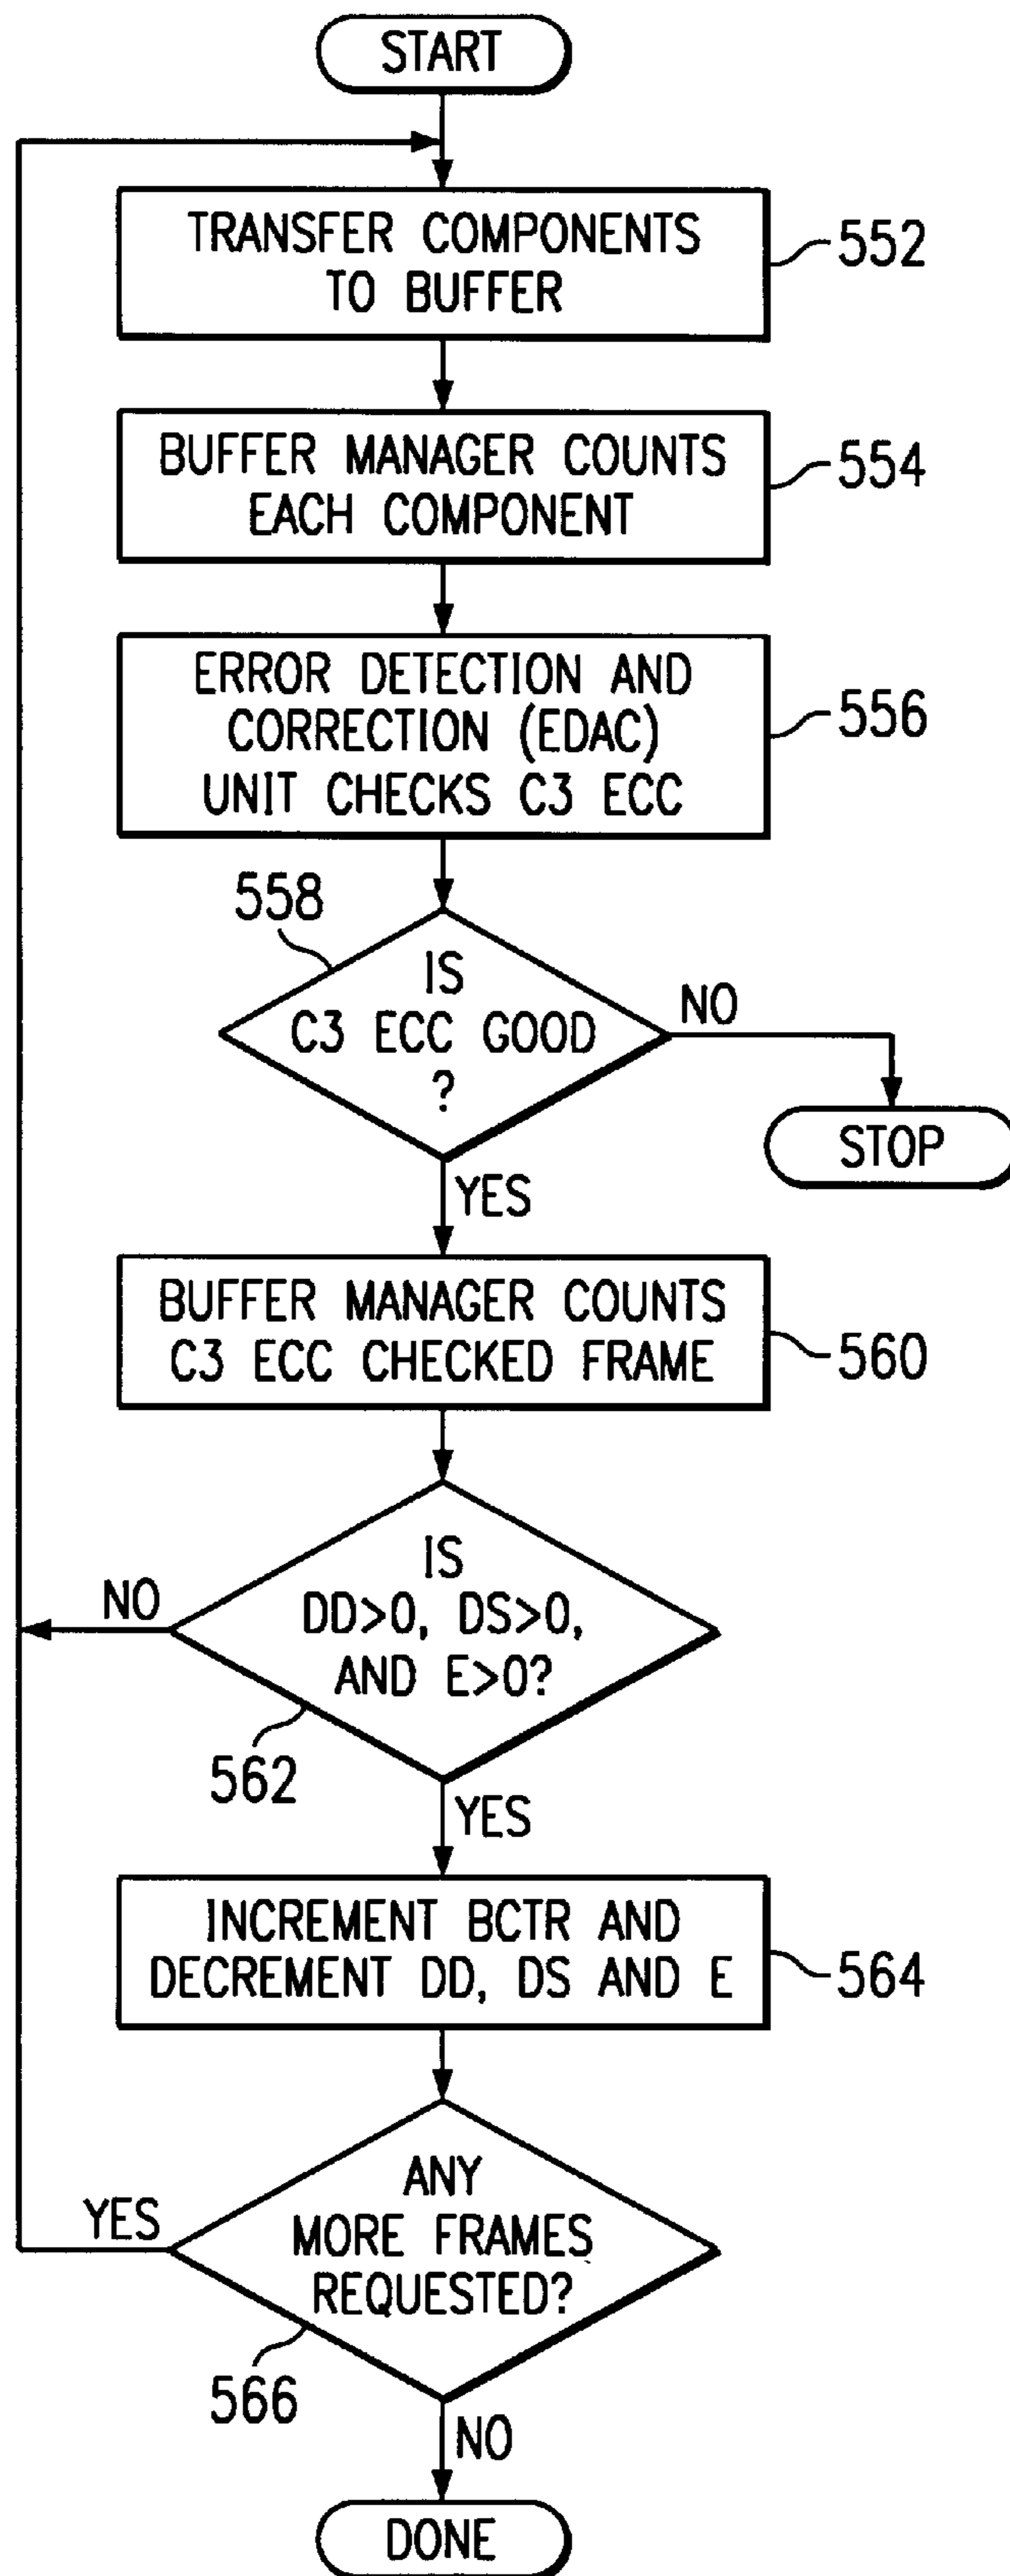 START
TRANSFER COMPONENTS
TO BUFFER
552
BUFFER MANAGER COUNTS
EACH COMPONENT
554
ERROR DETECTION AND
CORRECTION (EDAC)
UNIT CHECKS C3 ECC
556
558
IS
C3 ECC GOOD
?
NO
STOP
YES
BUFFER MANAGER COUNTS
C3 ECC CHECKED FRAME
560
IS
DD>0, DS>0,
AND E>0?
NO
562
YES
INCREMENT BCTR AND
DECREMENT DD, DS AND E
564
ANY
MORE FRAMES
REQUESTED?
YES
566
NO
DONE